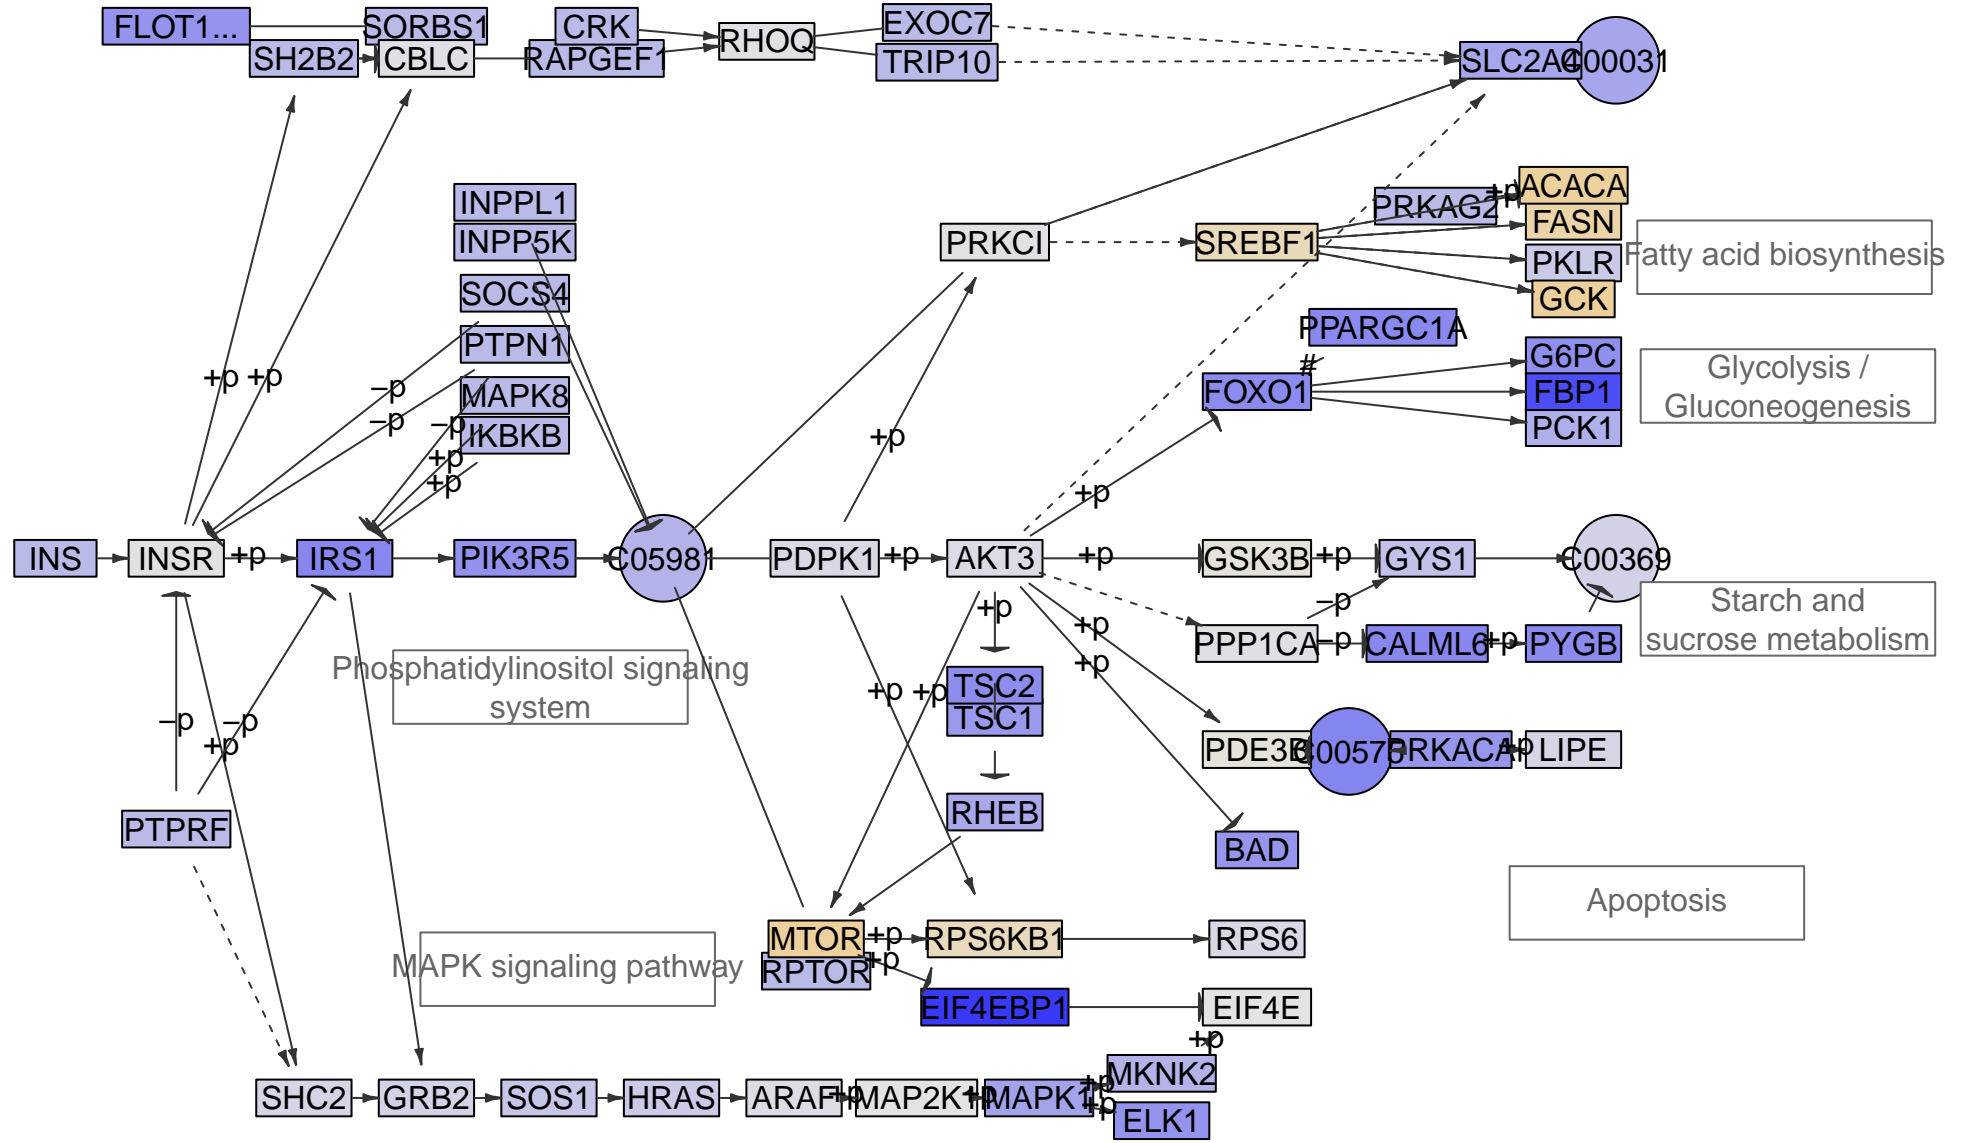 FLOT1...
SORBS1
SH2B2
CBLC
CRK
RAPGEF1
RHOQ
EXOC7
TRIP10
SLC2A4
C00031
INPPL1
INPP5K
SOCS4
PTPN1
MAPK8
IKBKB
PRKCI
SREBF1
PRKAG2
+p
ACACA
FASN
PKLR
GCK
Fatty acid biosynthesis
PPARGC1A
#
FOXO1
G6PC
FBP1
PCK1
Glycolysis /
Gluconeogenesis
+p
+p
−p
−p
−p
+p
+p
+p
+p
INS
INSR
+p
IRS1
PIK3R5
C05981
PDPK1
+p
AKT3
+p
GSK3B
+p
GYS1
C00369
Starch and
sucrose metabolism
+p
+p
+p
−p
PPP1CA
−p
CALML6
+p
PYGB
Phosphatidylinositol signaling
system
+p
+p
TSC2
TSC1
−p
−p
+p
PDE3B
C00575
PRKACA
+p
LIPE
PTPRF
RHEB
BAD
Apoptosis
MTOR
+p
RPS6KB1
RPS6
RPTOR
+p
MAPK signaling pathway
EIF4EBP1
EIF4E
+p
SHC2
GRB2
SOS1
HRAS
ARAF
+p
MAP2K1
+p
MAPK1
+p
+p
MKNK2
ELK1